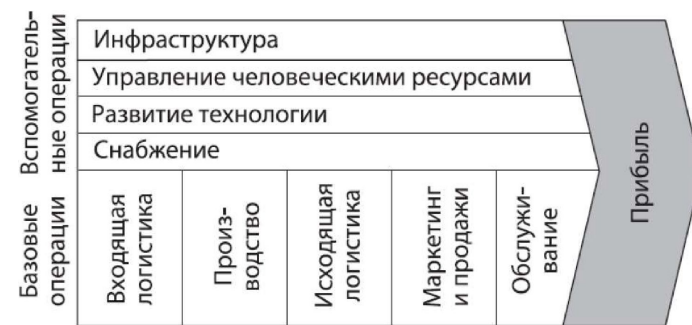 Вспомогатель-
ные операции
Инфраструктура
Управление человеческими ресурсами
Развитие технологии
Снабжение
Базовые
операции
Входящая
логистика
Произ-
водство
Исходящая
логистика
Маркетинг
и продажи
Обслужи-
вание
Прибыль